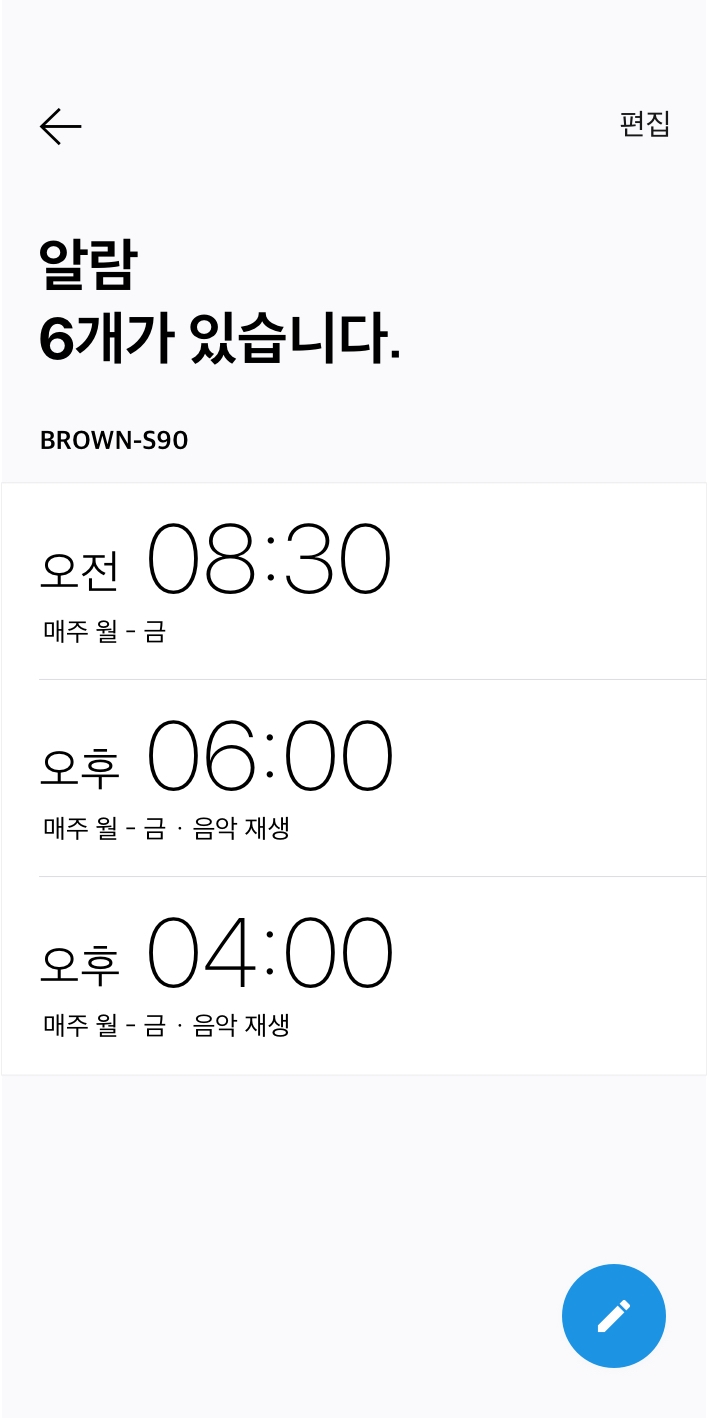 편집
알람
6개가 있습니다.
BROWN-S90
오전 08:30
매주 월 - 금
오후 06:00
매주 월 - 금 · 음악 재생
오후 04:00
매주 월 - 금 · 음악 재생